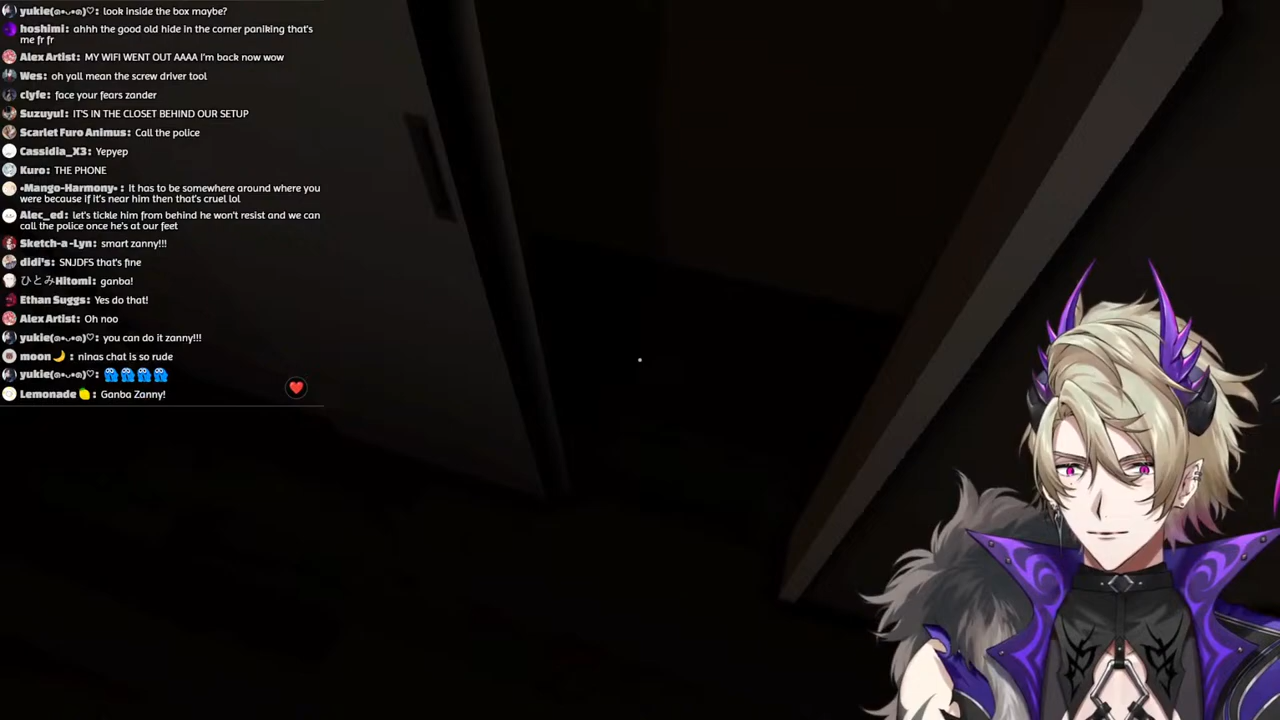 yukie(ฅ•ᴗ•ฅ)♡: look inside the box maybe?
hoshimi: ahhh the good old hide in the corner paniking that's
me fr fr
Alex Artist: MY WIFI WENT OUT AAAA I'm back now wow
Wes: oh yall mean the screw driver tool
clyfe: face your fears zander
Suzuyu!: IT'S IN THE CLOSET BEHIND OUR SETUP
Scarlet Furo Animus: Call the police
Cassidia_X3: Yepyep
Kuro: THE PHONE
•Mango-Harmony•: It has to be somewhere around where you
were because if it's near him then that's cruel lol
Alec_ed: let's tickle him from behind he won't resist and we can
call the police once he's at our feet
Sketch-a-Lyn: smart zanny!!!
didi's: SNJDFS that's fine
ひとみHitomi: ganba!
Ethan Suggs: Yes do that!
Alex Artist: Oh noo
yukie(ฅ•ᴗ•ฅ)♡: you can do it zanny!!!
moon🌙: ninas chat is so rude
yukie(ฅ•ᴗ•ฅ)♡:
Lemonade🍋: Ganba Zanny!